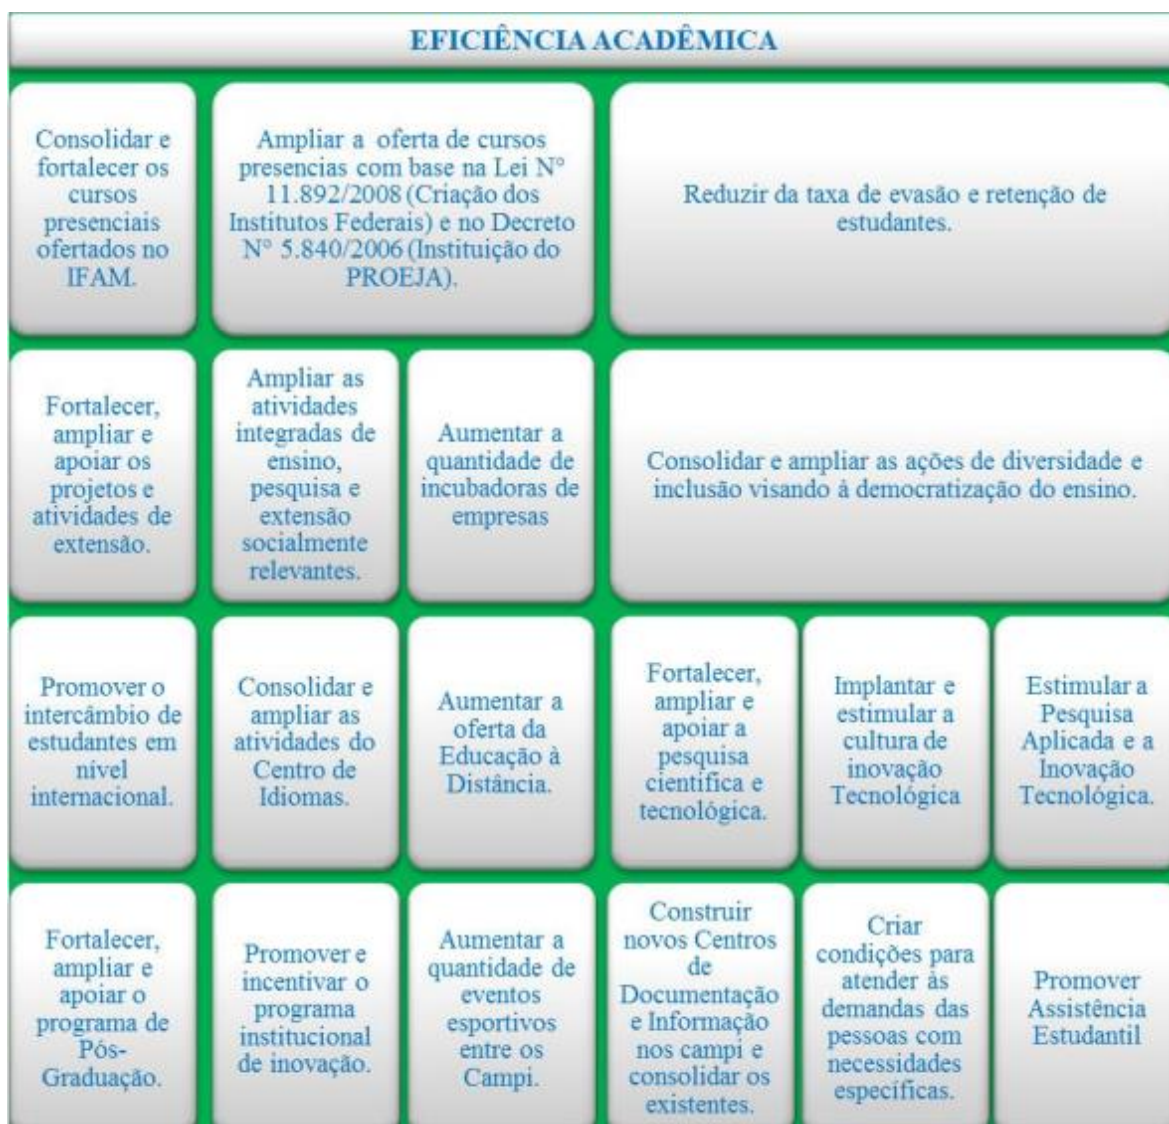 EFICIÊNCIA ACADÊMICA
Consolidar e
fortalecer os
cursos
presenciais
ofertados no
IFAM.
Ampliar a oferta de cursos
presencias com base na Lei N°
11.892/2008 (Criação dos
Institutos Federais) e no Decreto
N° 5.840/2006 (Instituição do
PROEJA).
Reduzir da taxa de evasão e retenção de
estudantes.
Fortalecer,
ampliar e
apoiar os
projetos e
atividades de
extensão.
Ampliar as
atividades
integradas de
ensino,
pesquisa e
extensão
socialmente
relevantes.
Aumentar a
quantidade de
incubadoras de
empresas
Consolidar e ampliar as ações de diversidade e
inclusão visando à democratização do ensino.
Promover o
intercâmbio de
estudantes em
nível
internacional.
Consolidar e
ampliar as
atividades do
Centro de
Idiomas.
Aumentar a
oferta da
Educação à
Distância.
Fortalecer,
ampliar e
apoiar a
pesquisa
científica e
tecnológica.
Implantar e
estimular a
cultura de
inovação
Tecnológica
Estimular a
Pesquisa
Aplicada e a
Inovação
Tecnológica.
Fortalecer,
ampliar e
apoiar o
programa de
Pós-
Graduação.
Promover e
incentivar o
programa
institucional
de inovação.
Aumentar a
quantidade de
eventos
esportivos
entre os
Campi.
Construir
novos Centros
de
Documentação
e Informação
nos campi e
consolidar os
existentes.
Criar
condições para
atender às
demandas das
pessoas com
necessidades
específicas.
Promover
Assistência
Estudantil